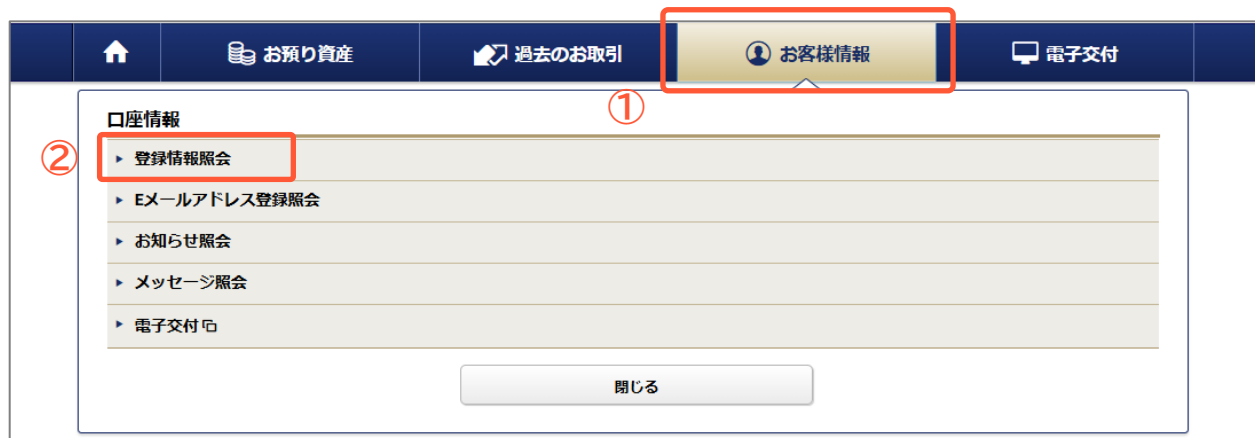 お預り資産
過去のお取引
お客様情報
電子交付
①
口座情報
②
登録情報照会
Eメールアドレス登録照会
お知らせ照会
メッセージ照会
電子交付
閉じる